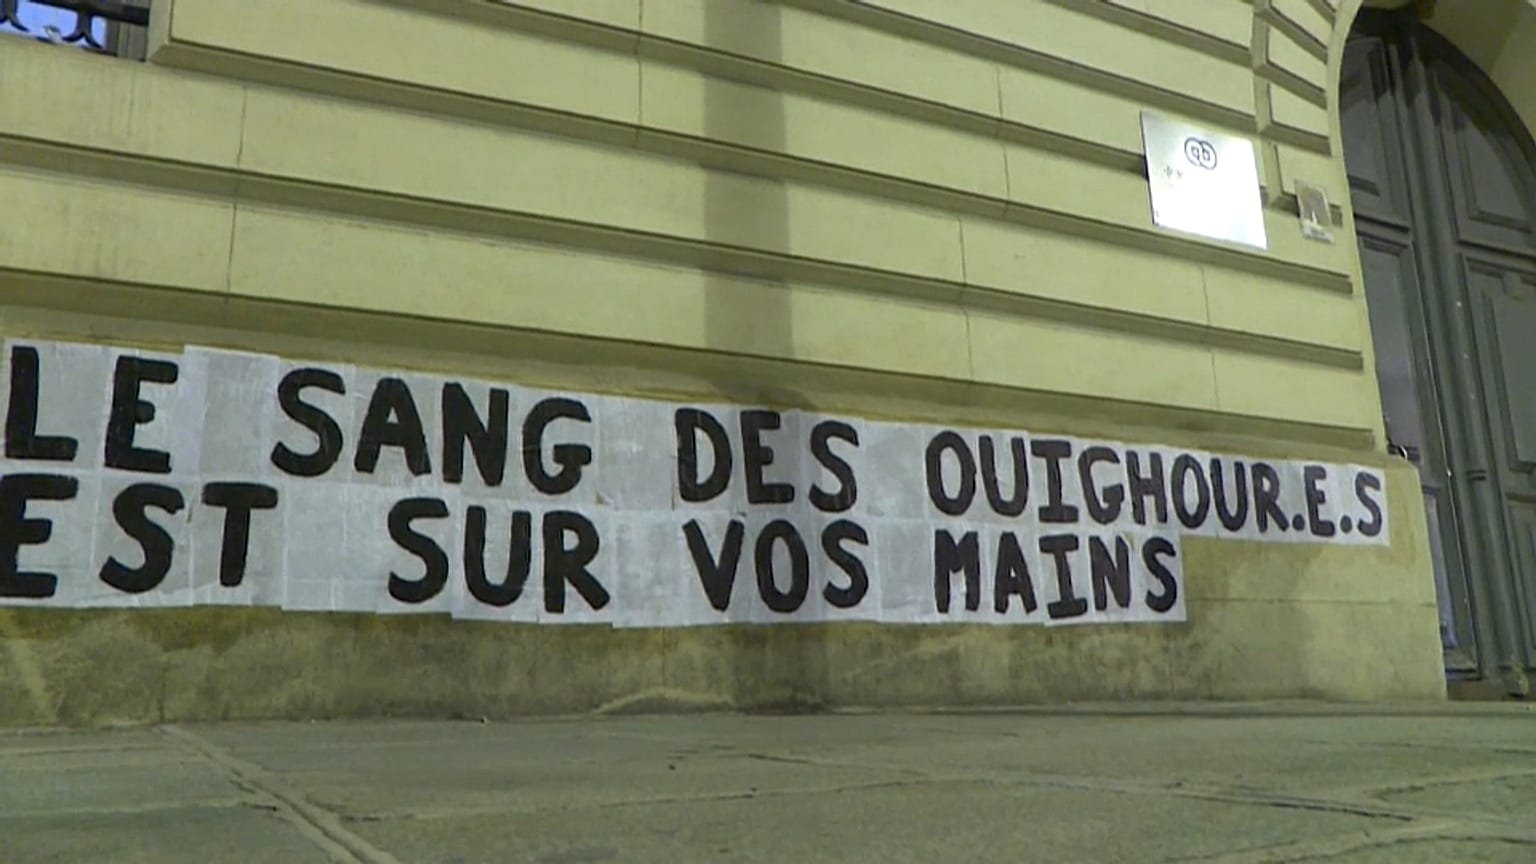 LE SANG DES OUIGHOUR.E.S
EST SUR VOS MAINS